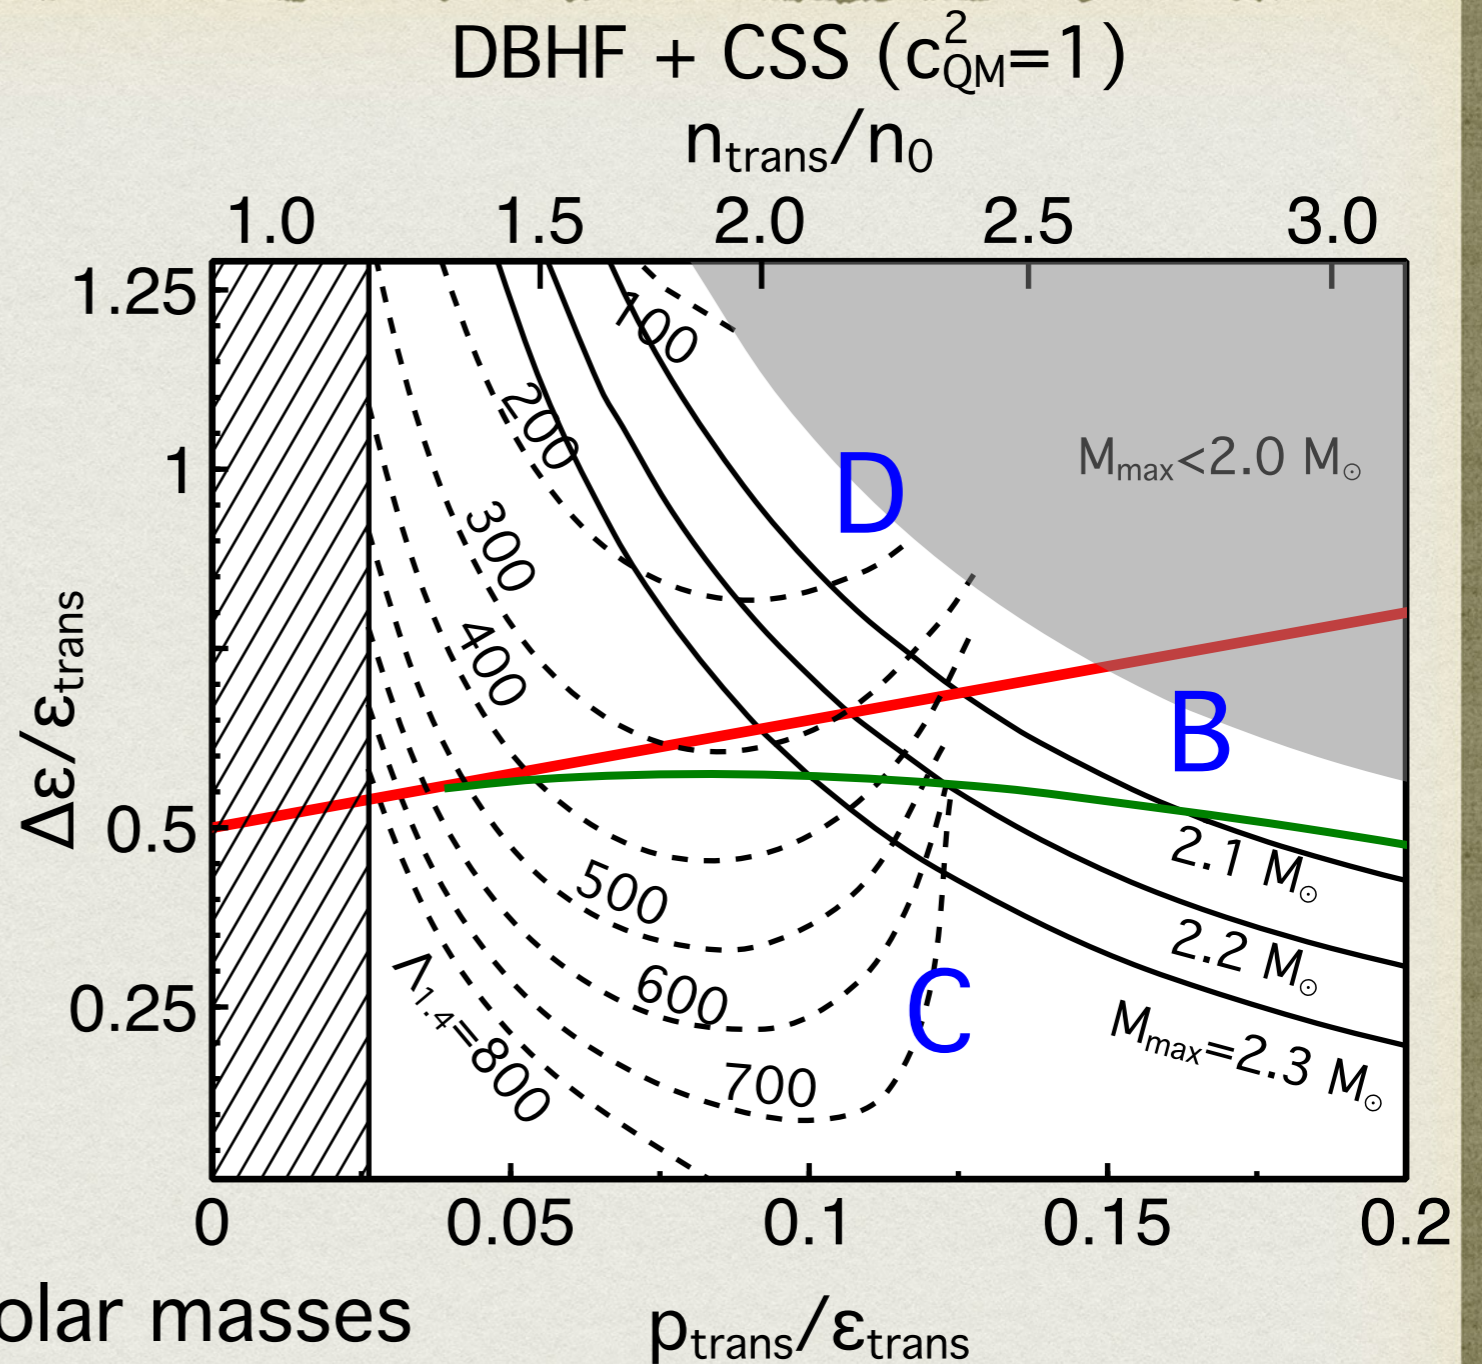 DBHF + CSS (c²QM=1)
ntrans/n0
1.0 1.5 2.0 2.5 3.0
1.25
1
0.5
0.25
Δε/εtrans
100
200
300
400
500
600
700
Λ1.4=800
D
B
C
Mmax<2.0 M⊙
2.1 M⊙
2.2 M⊙
Mmax=2.3 M⊙
0 0.05 0.1 0.15 0.2
olar masses
ptrans/εtrans